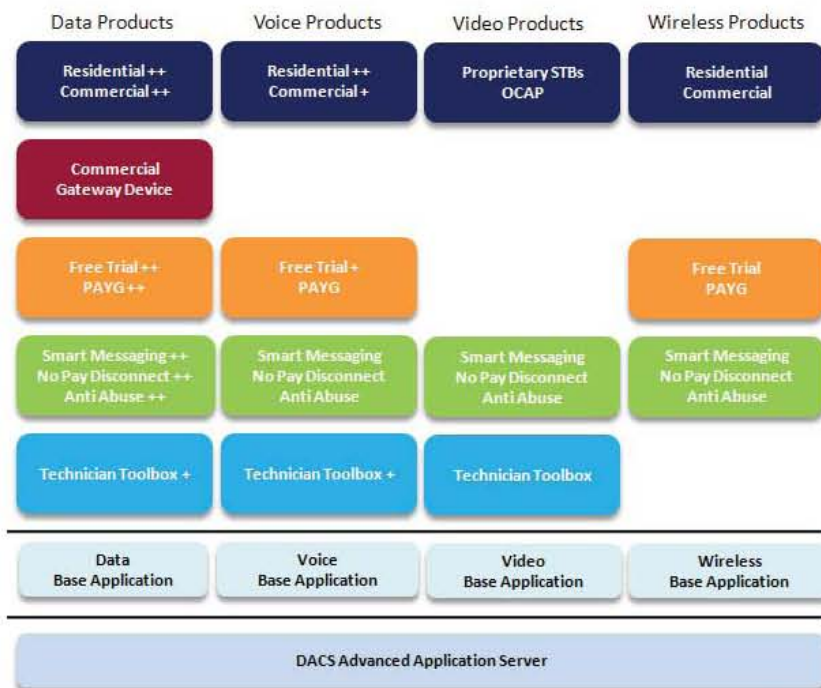 Data Products
Voice Products
Video Products
Wireless Products
Residential ++
Commercial ++
Residential ++
Commercial +
Proprietary STBs
OCAP
Residential
Commercial
Commercial
Gateway Device
Free Trial ++
PAYG ++
Free Trial +
PAYG
Free Trial
PAYG
Smart Messaging ++
No Pay Disconnect ++
Anti Abuse ++
Smart Messaging
No Pay Disconnect
Anti Abuse
Smart Messaging
No Pay Disconnect
Anti Abuse
Smart Messaging
No Pay Disconnect
Anti Abuse
Technician Toolbox +
Technician Toolbox +
Technician Toolbox
Data
Base Application
Voice
Base Application
Video
Base Application
Wireless
Base Application
DACS Advanced Application Server